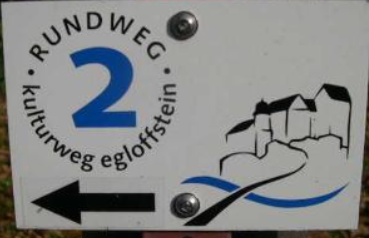 · RUNDWEG ·
2
kulturweg egloffstein